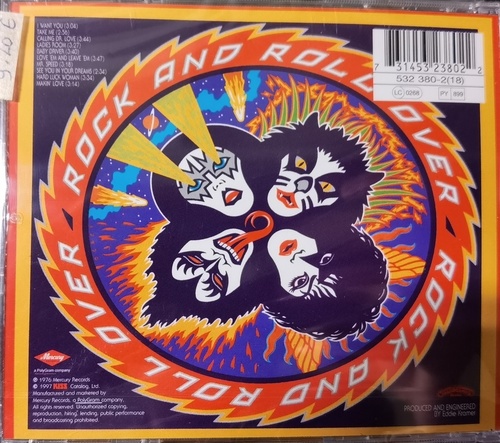 9.40 €
I WANT YOU (3:04)
TAKE ME (2:56)
CALLING DR. LOVE (3:44)
LADIES ROOM (3:27)
BABY DRIVER (3:40)
LOVE 'EM AND LEAVE 'EM (3:47)
MR. SPEED (3:18)
SEE YOU IN YOUR DREAMS (2:34)
HARD LUCK WOMAN (3:34)
MAKIN' LOVE (3:14)
7 31453 23802 2
532 380-2(18)
LC 0268
PY 899
ROCK AND ROLL OVER
ROCK AND ROLL OVER
Mercury
a PolyGram company
℗ 1976 Mercury Records
© 1997 KISS Catalog, Ltd.
Manufactured and marketed by
Mercury Records, a PolyGram company.
All rights reserved. Unauthorized copying,
reproduction, hiring, lending, public performance
and broadcasting prohibited
PRODUCED AND ENGINEERED
BY Eddie Kramer